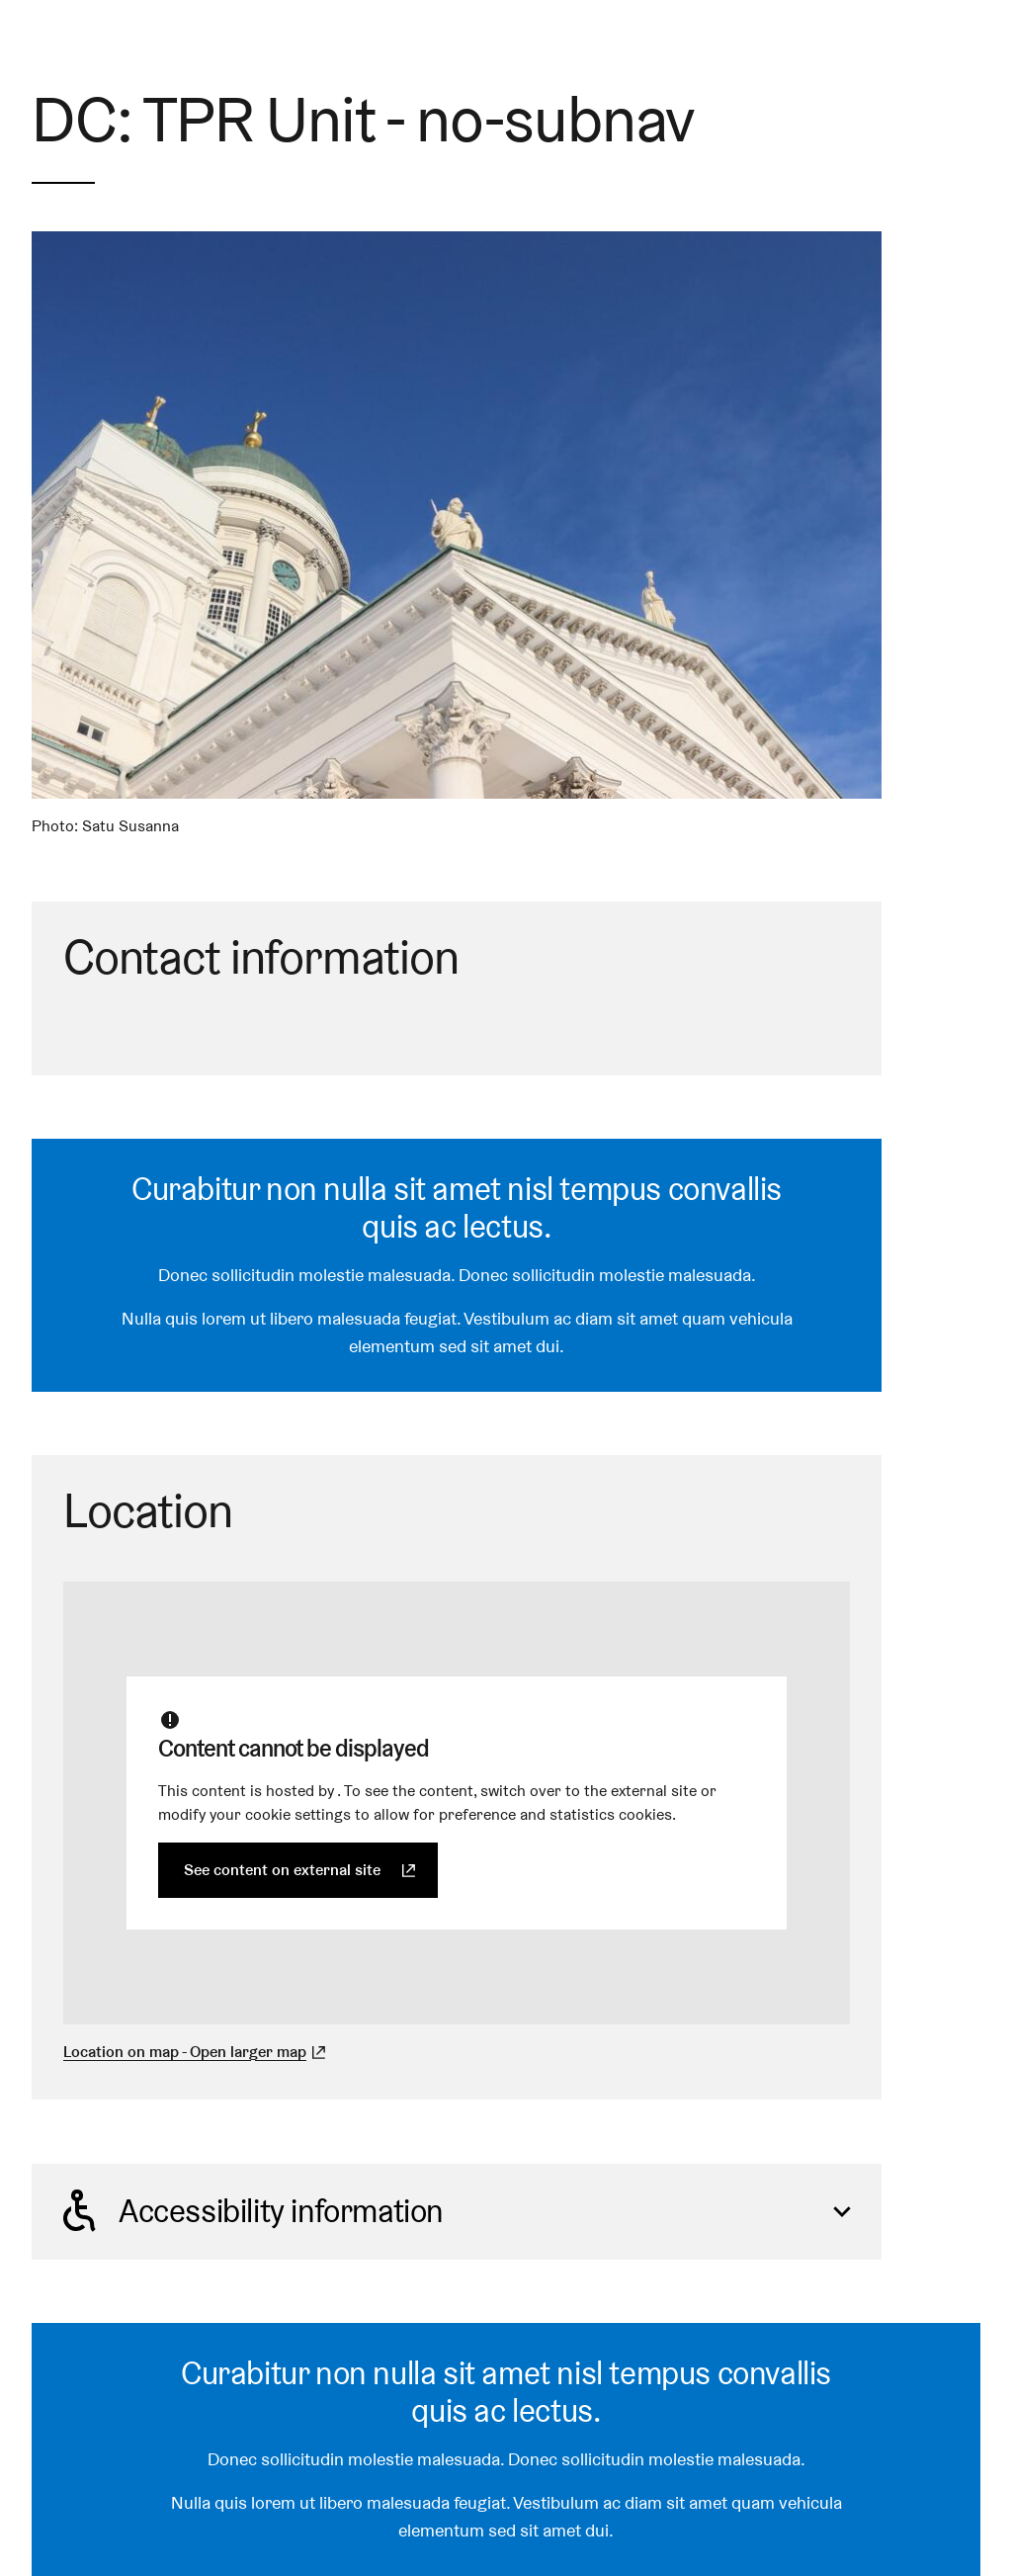 DC: TPR Unit - no-subnav
Photo: Satu Susanna
Contact information
Curabitur non nulla sit amet nisl tempus convallis
quis ac lectus.
Donec sollicitudin molestie malesuada. Donec sollicitudin molestie malesuada.
Nulla quis lorem ut libero malesuada feugiat. Vestibulum ac diam sit amet quam vehicula
elementum sed sit amet dui.
Location
Content cannot be displayed
This content is hosted by . To see the content, switch over to the external site or
modify your cookie settings to allow for preference and statistics cookies.
See content on external site
Location on map - Open larger map
Accessibility information
Curabitur non nulla sit amet nisl tempus convallis
quis ac lectus.
Donec sollicitudin molestie malesuada. Donec sollicitudin molestie malesuada.
Nulla quis lorem ut libero malesuada feugiat. Vestibulum ac diam sit amet quam vehicula
elementum sed sit amet dui.